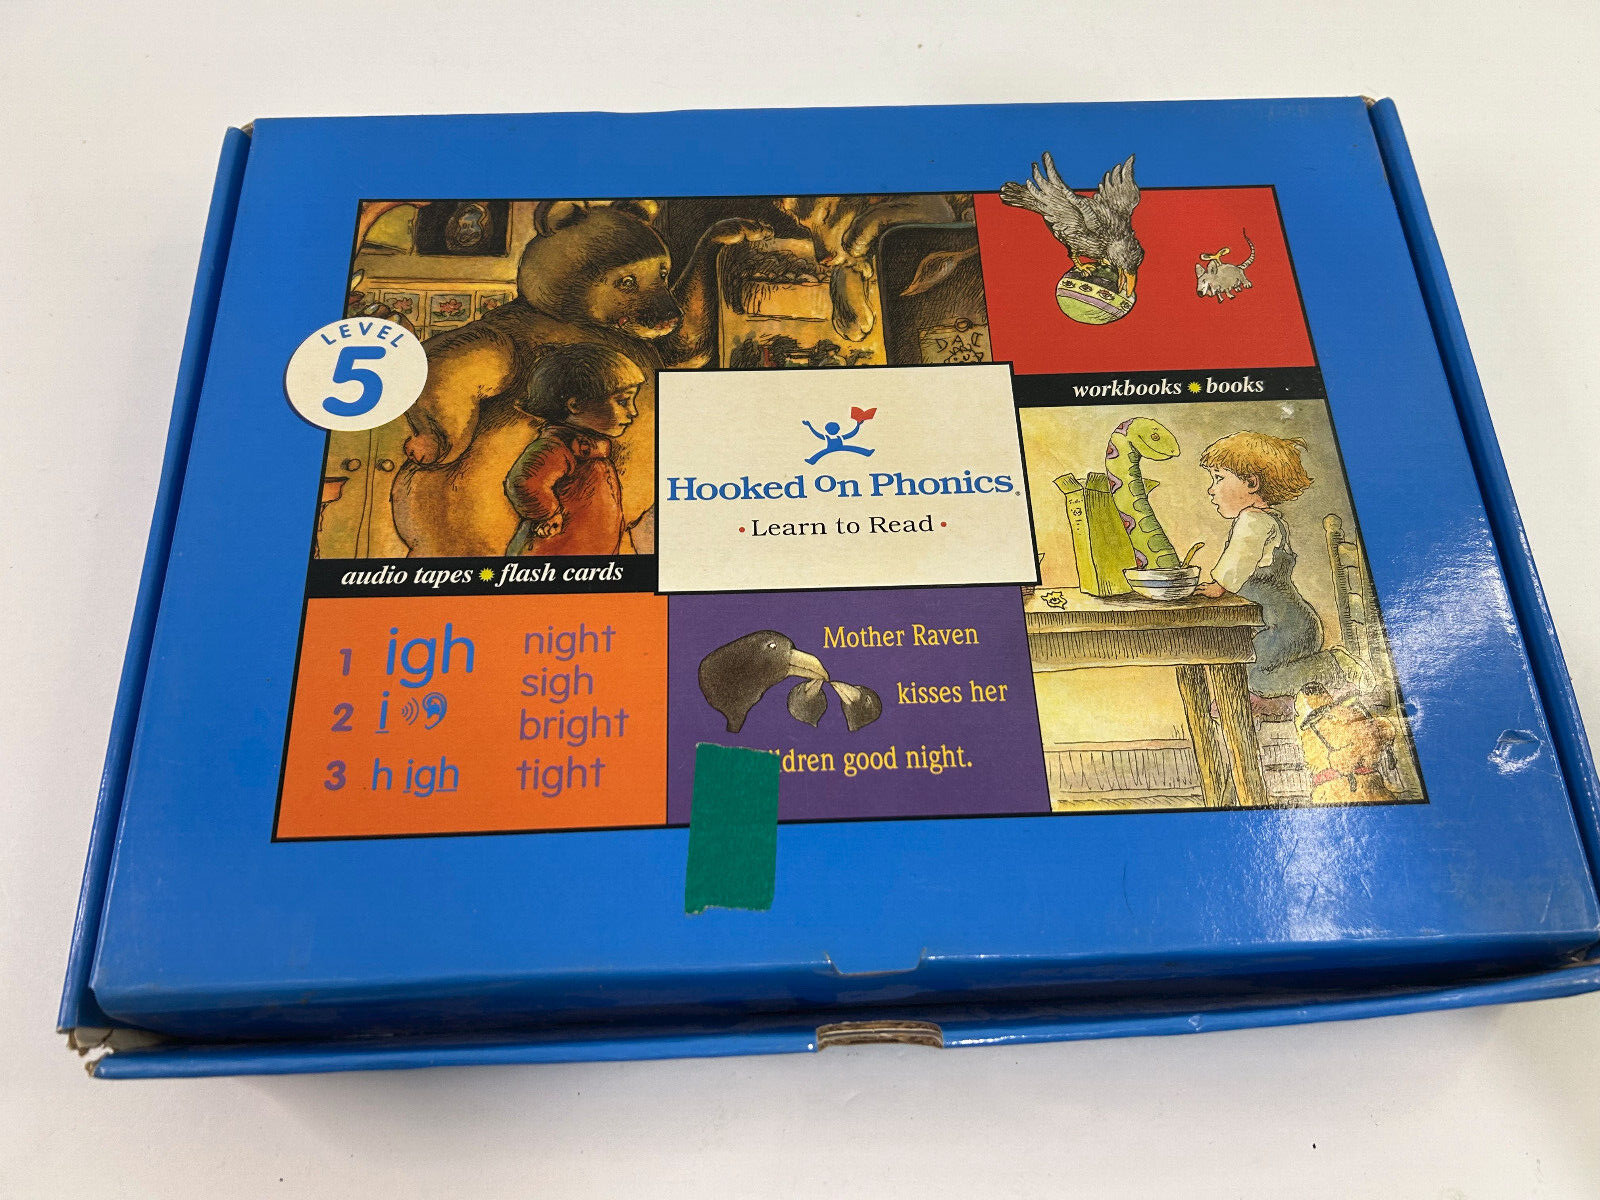 LEVEL
5
workbooks books
Hooked on Phonics
Learn to Read
audio tapes flash cards
1 igh
2 i
3 h igh
night
sigh
bright
tight
Mother Raven
kisses her
good night.